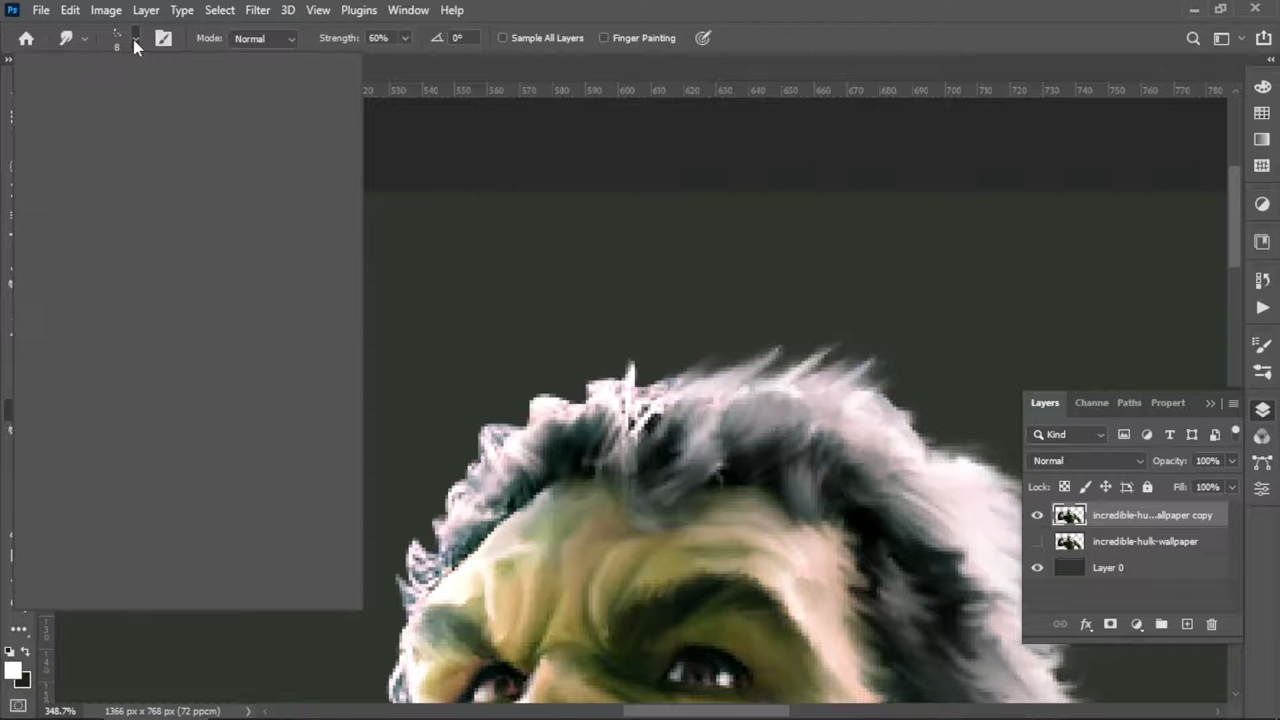 Ps File Edit Image Layer Type Select Filter 3D View Plugins Window Help
8 Mode: Normal Strength: 60% 0° Sample All Layers Finger Painting
20 530 540 550 560 570 580 590 600 610 620 630 640 650 660 670 680 690 700 710 720 730 740 750 760 770 780
Layers Channe Paths Propert
Kind
Normal Opacity: 100%
Lock: Fill: 100%
incredible-hu...allpaper copy
incredible-hulk-wallpaper
Layer 0
348.7% 1366 px x 768 px (72 ppcm)